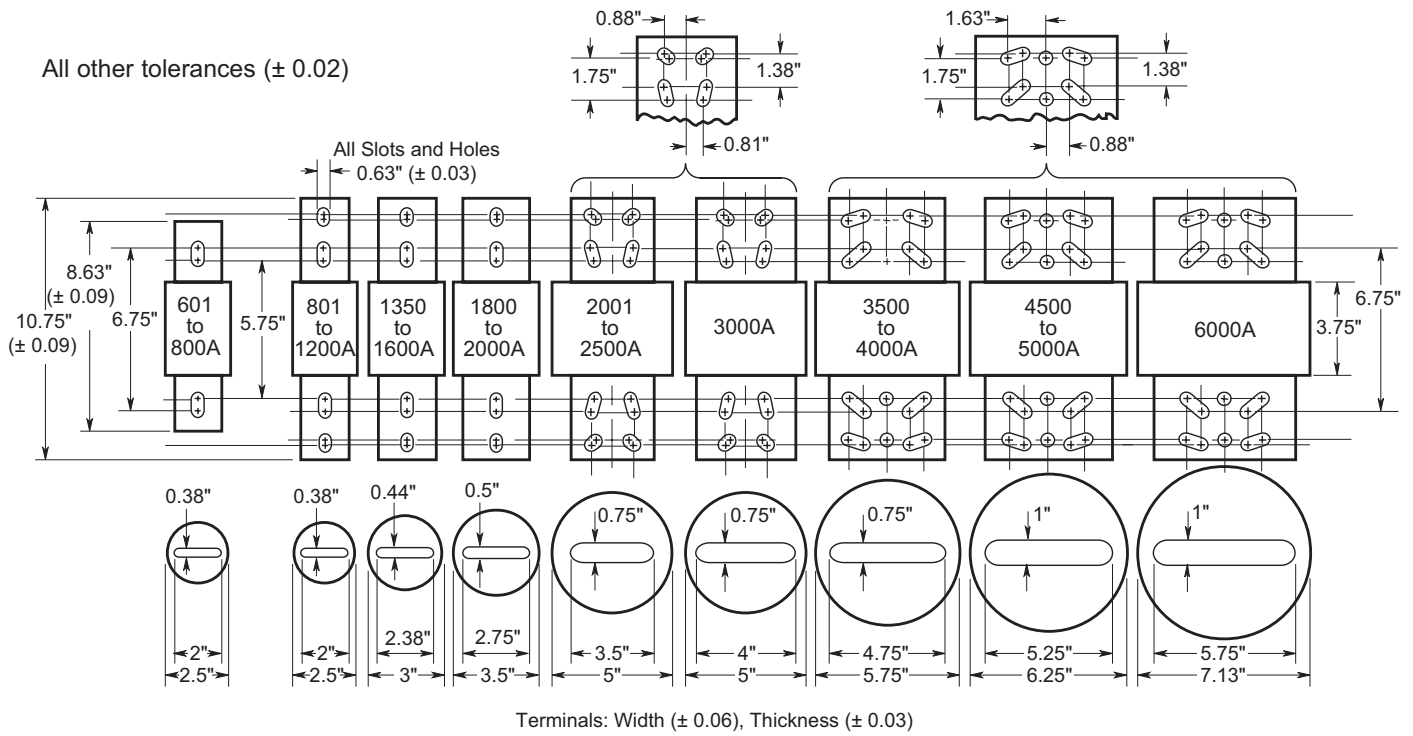 0.88"
1.63"
All other tolerances (± 0.02)
1.75"
1.38"
1.75"
1.38"
0.81"
0.88"
All Slots and Holes
0.63" (± 0.03)
8.63"
(± 0.09)
10.75"
(± 0.09)
6.75"
601
to
800A
5.75"
801
to
1200A
1350
to
1600A
1800
to
2000A
2001
to
2500A
3000A
3500
to
4000A
4500
to
5000A
6000A
3.75"
6.75"
0.38"
0.38"
0.44"
0.5"
0.75"
0.75"
0.75"
1"
1"
2"
2"
2.38"
2.75"
3.5"
4"
4.75"
5.25"
5.75"
2.5"
2.5"
3"
3.5"
5"
5"
5.75"
6.25"
7.13"
Terminals: Width (± 0.06), Thickness (± 0.03)